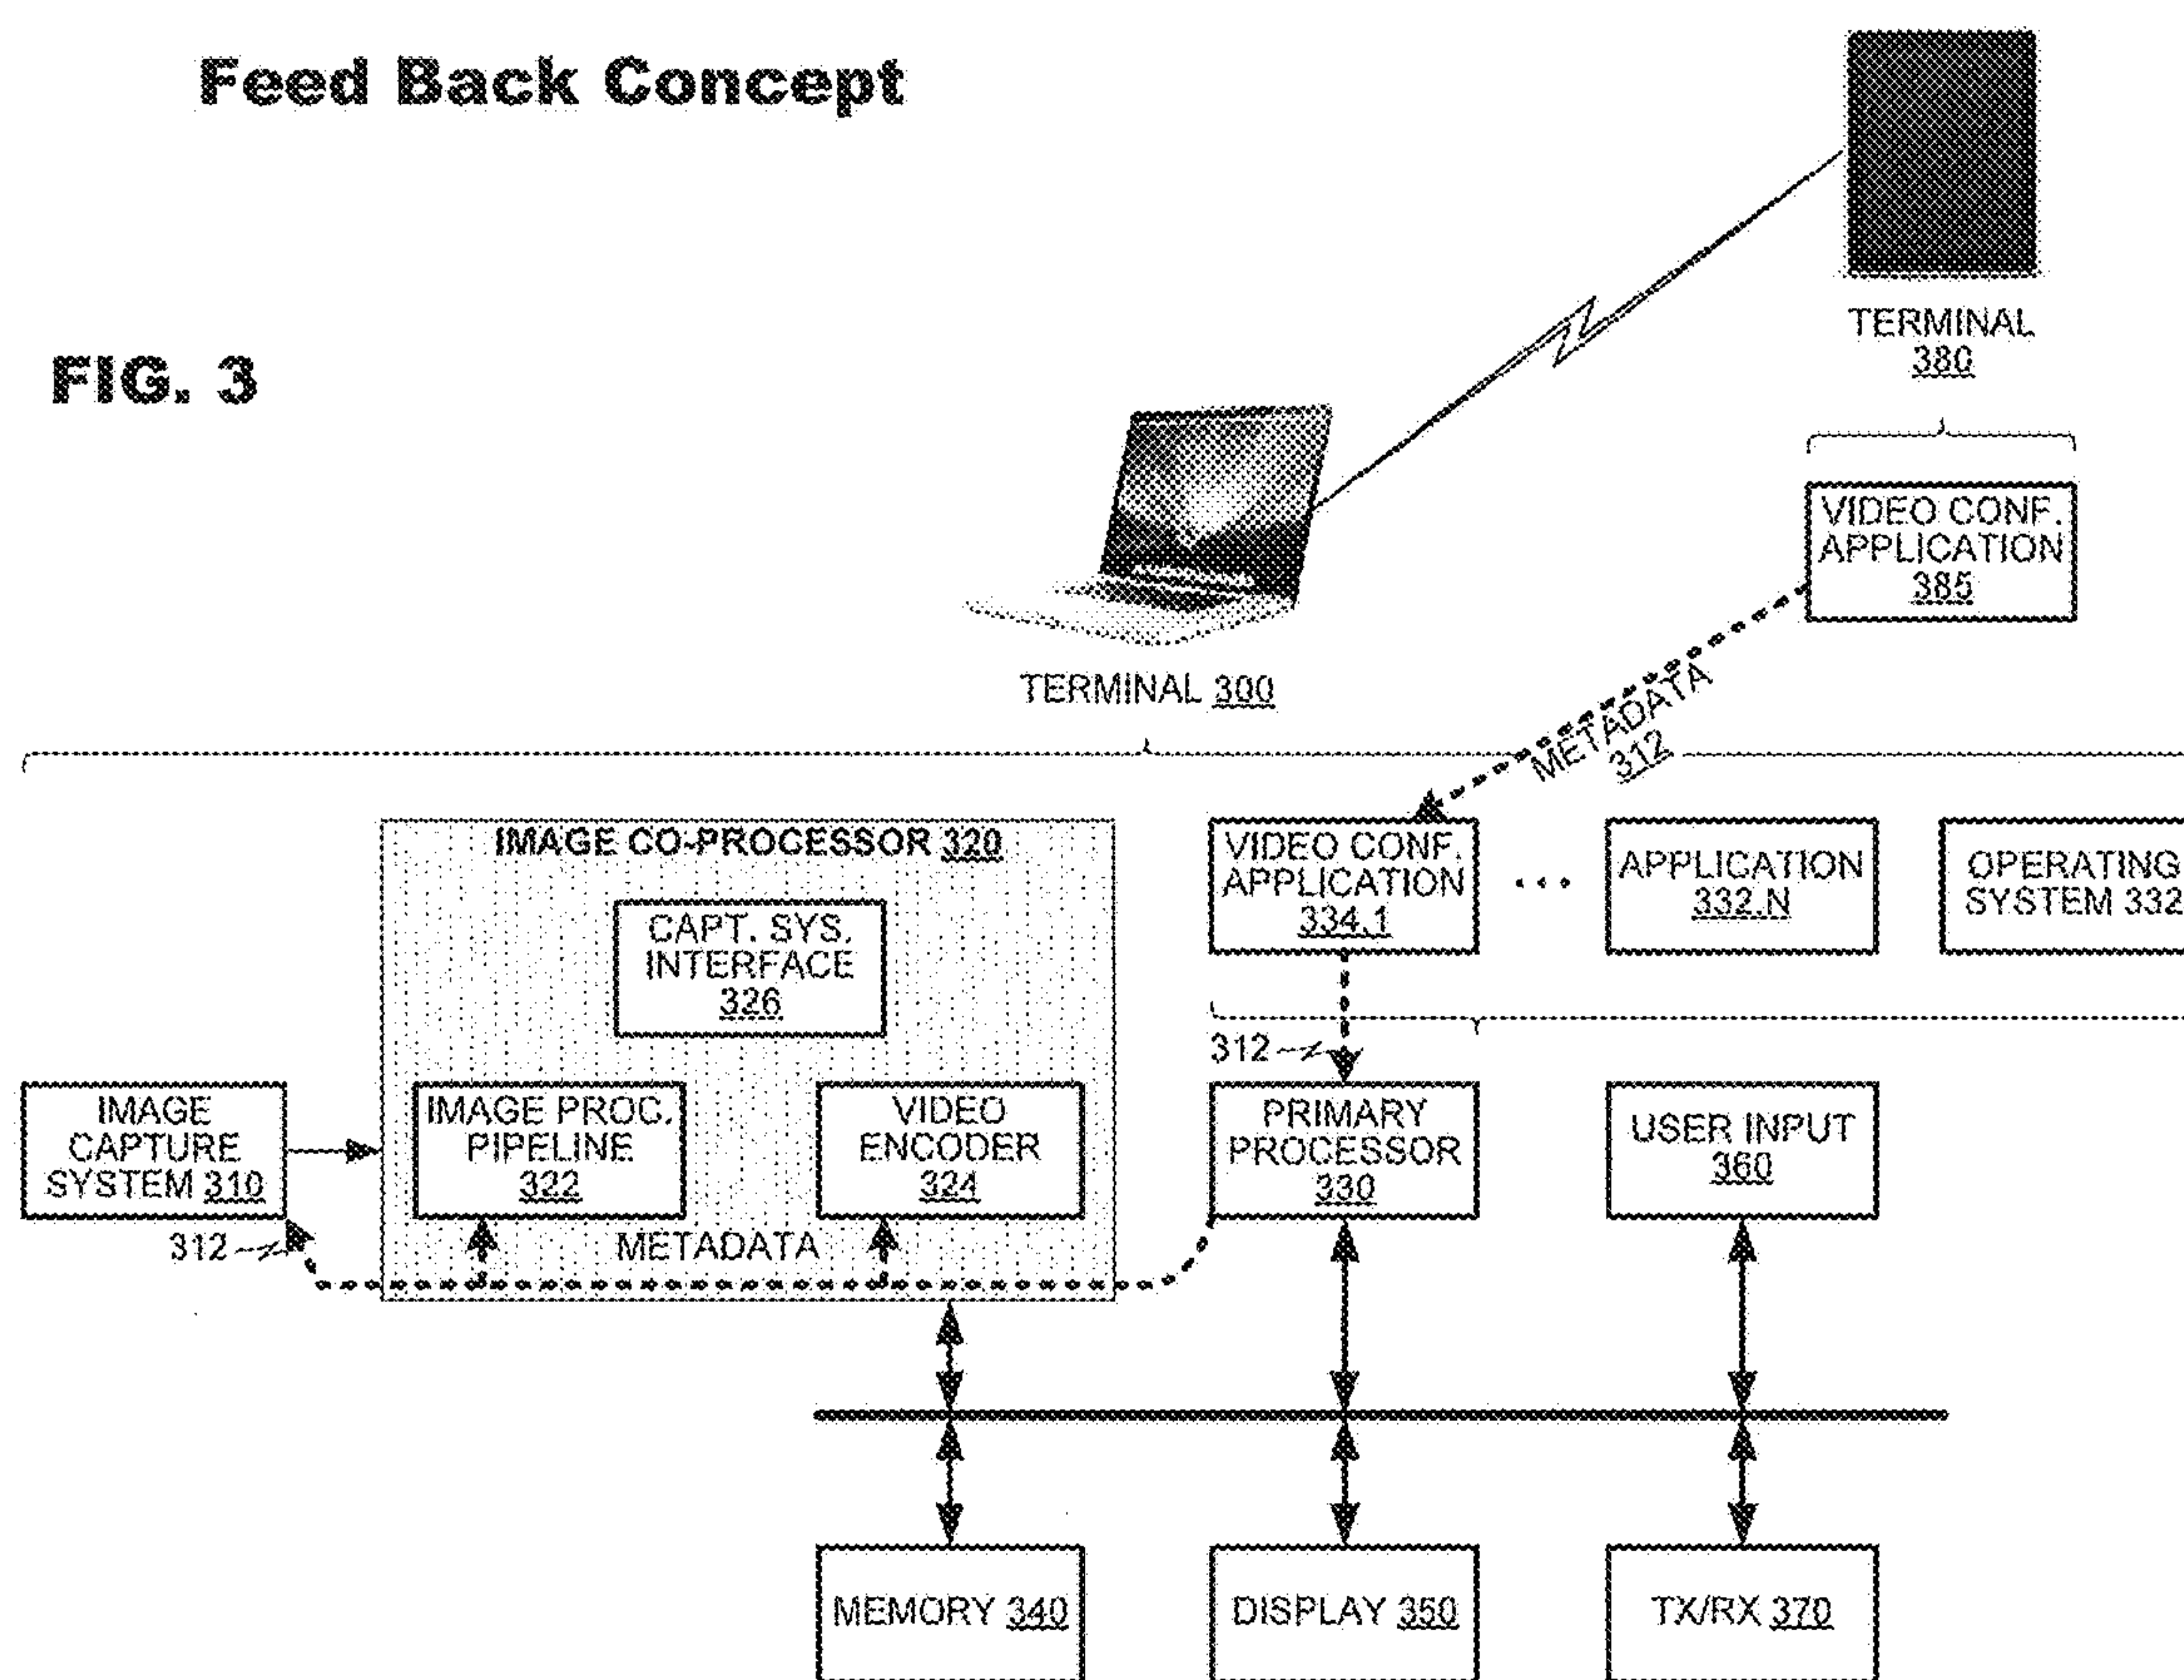 Feed Back Concept
FIG. 3
TERMINAL
380
VIDEO CONF.
APPLICATION
385
TERMINAL 300
METADATA
312
IMAGE CO-PROCESSOR 320
CAPT. SYS.
INTERFACE
326
VIDEO CONF.
APPLICATION
334.1
...
APPLICATION
332.N
OPERATING
SYSTEM 332
312
IMAGE
CAPTURE
SYSTEM 310
IMAGE PROC.
PIPELINE
322
VIDEO
ENCODER
324
PRIMARY
PROCESSOR
330
USER INPUT
360
312
METADATA
MEMORY 340
DISPLAY 350
TX/RX 370